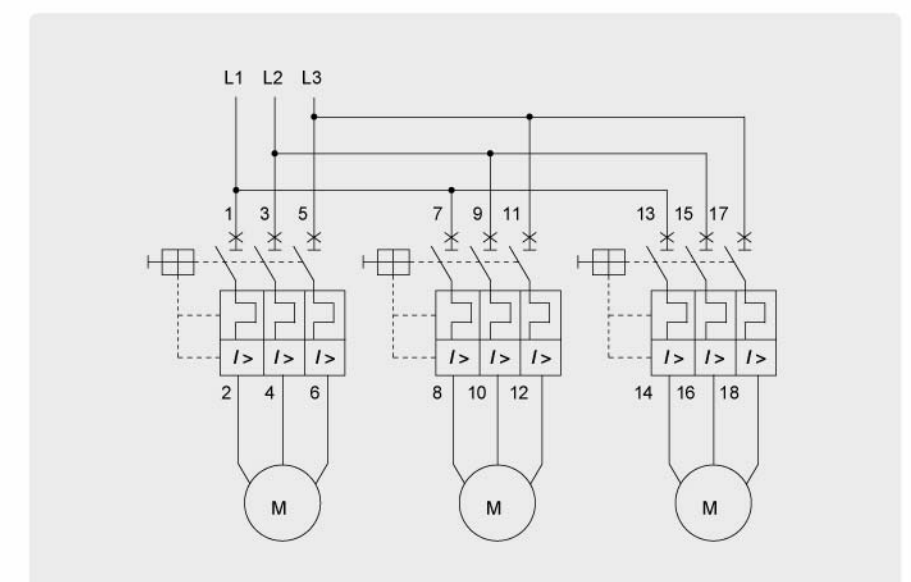 L1 L2 L3
1 3 5 7 9 11 13 15 17
I > I > I > I > I > I > I > I > I >
2 4 6 8 10 12 14 16 18
M M M